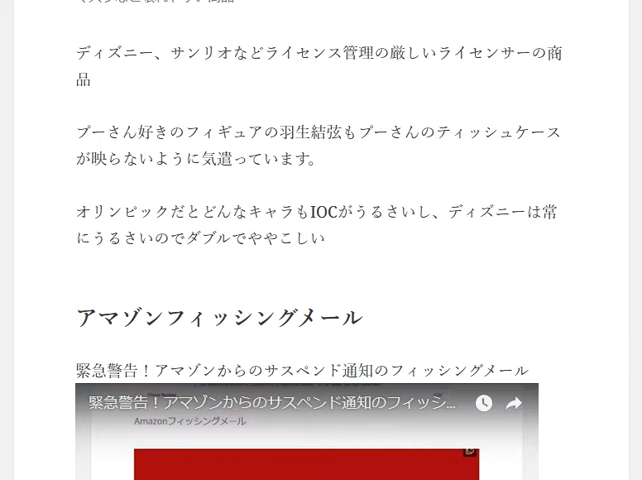 ディズニー、サンリオなどライセンス管理の厳しいライセンサーの商
品
プーさん好きのフィギュアの羽生結弦もプーさんのティッシュケース
が映らないように気遣っています。
オリンピックだとどんなキャラもIOCがうるさいし、ディズニーは常
にうるさいのでダブルでややこしい
アマゾンフィッシングメール
緊急警告！アマゾンからのサスペンド通知のフィッシングメール
緊急警告！アマゾンからのサスペンド通知のフィッシ...
Amazonフィッシングメール